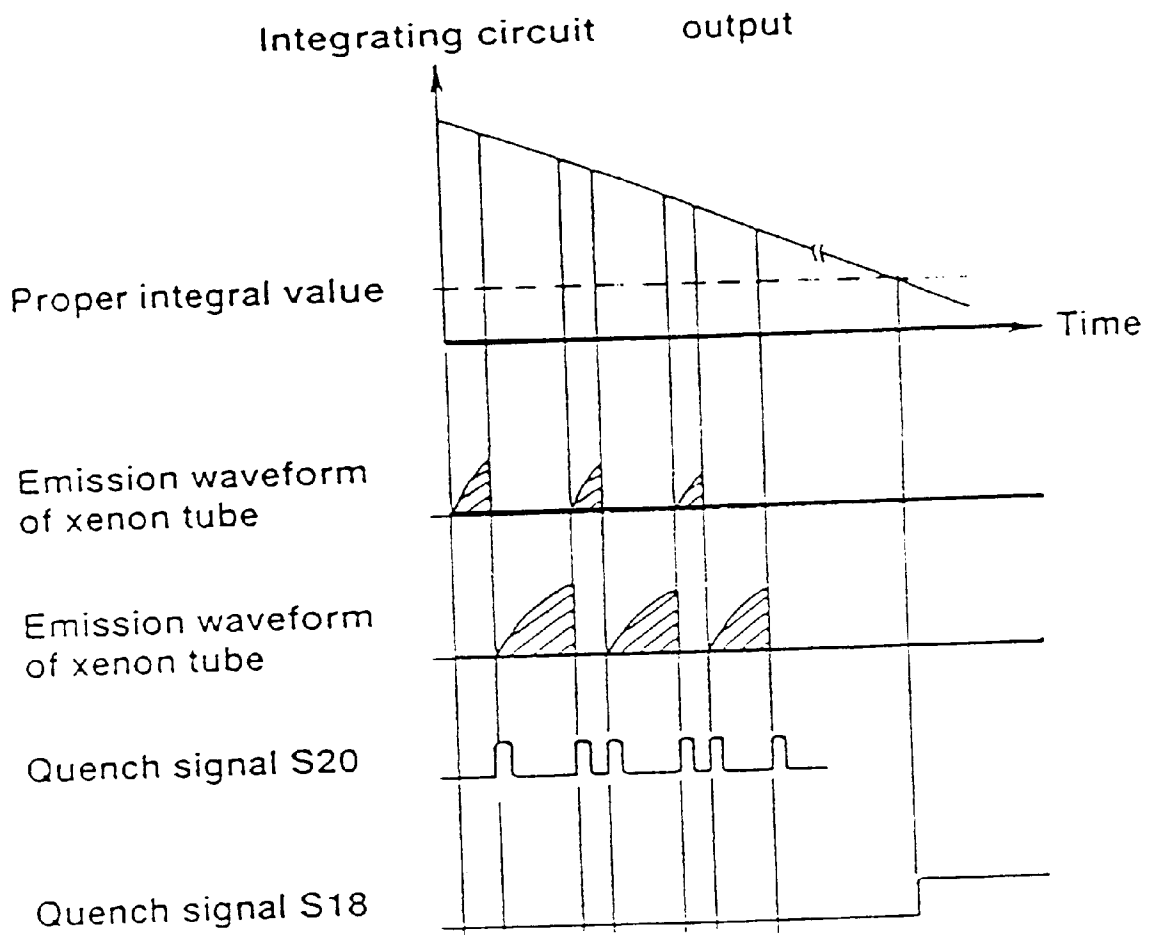 Integrating circuit output
Proper integral value
Time
Emission waveform
of xenon tube
Emission waveform
of xenon tube
Quench signal S20
Quench signal S18